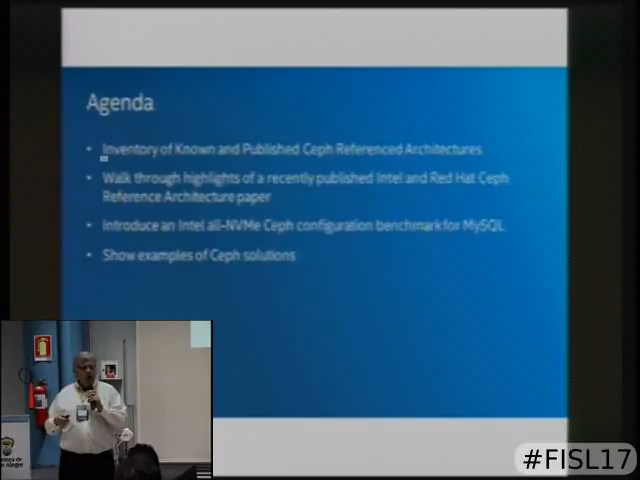 Agenda
• Inventory of Known and Published Ceph Referenced Architectures
• Walk through highlights of a recently published Intel and Red Hat Ceph
Reference Architecture paper
• Introduce an Intel all-NVMe Ceph configuration benchmark for MySQL
• Show examples of Ceph solutions
#FISL17